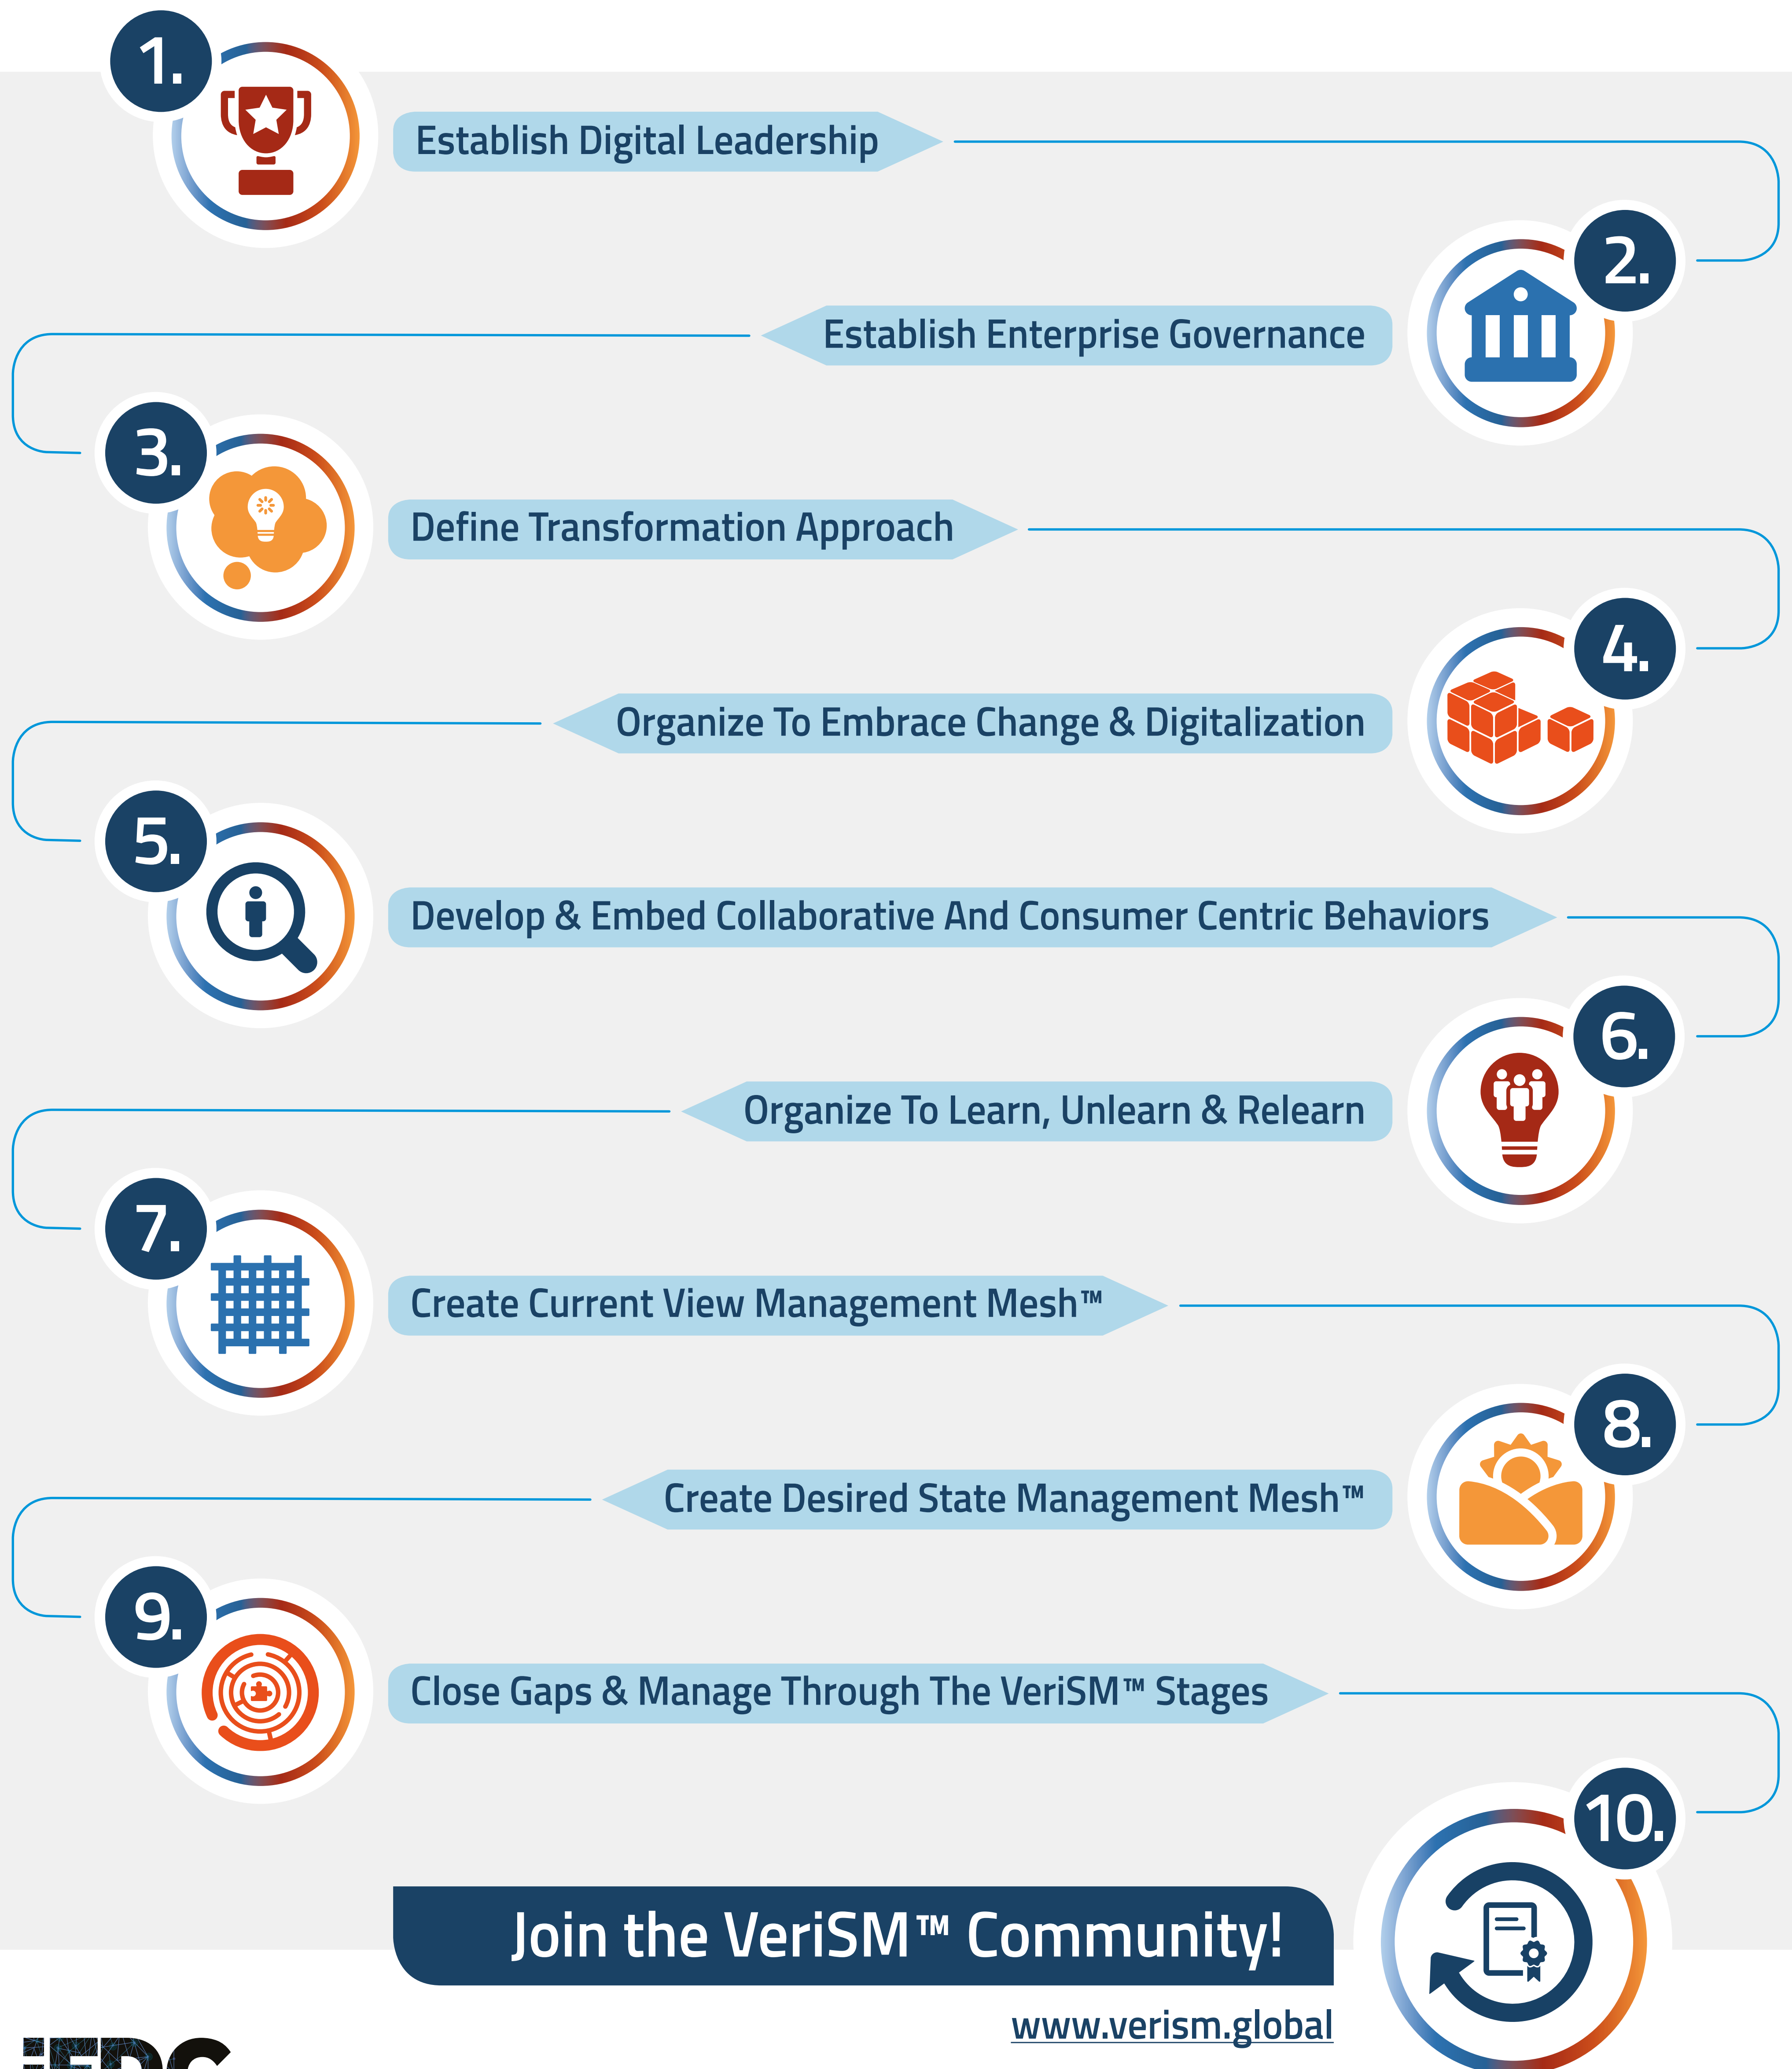 1.
Establish Digital Leadership
2.
Establish Enterprise Governance
3.
Define Transformation Approach
4.
Organize To Embrace Change & Digitalization
5.
Develop & Embed Collaborative And Consumer Centric Behaviors
6.
Organize To Learn, Unlearn & Relearn
7.
Create Current View Management Mesh™
8.
Create Desired State Management Mesh™
9.
Close Gaps & Manage Through The VeriSM™ Stages
10.
Join the VeriSM™ Community!
www.verism.global